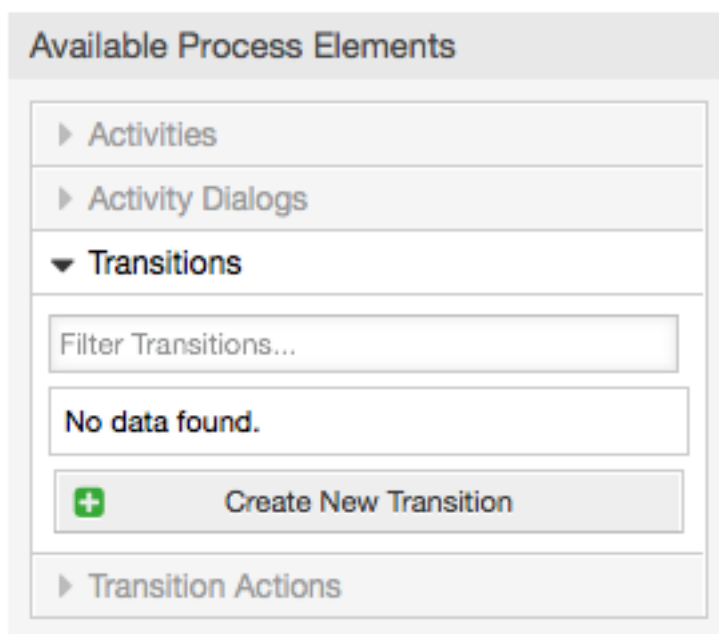 Available Process Elements
Activities
Activity Dialogs
Transitions
Filter Transitions...
No data found.
Create New Transition
Transition Actions